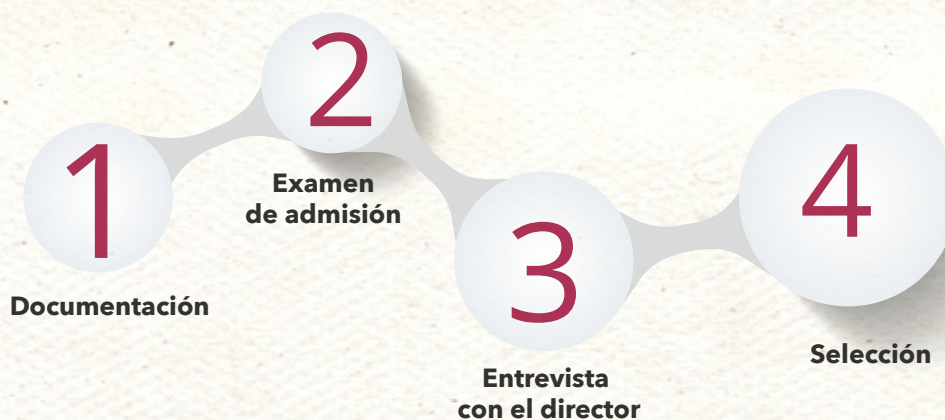 1
Documentación
2
Examen
de admisión
3
Entrevista
con el director
4
Selección